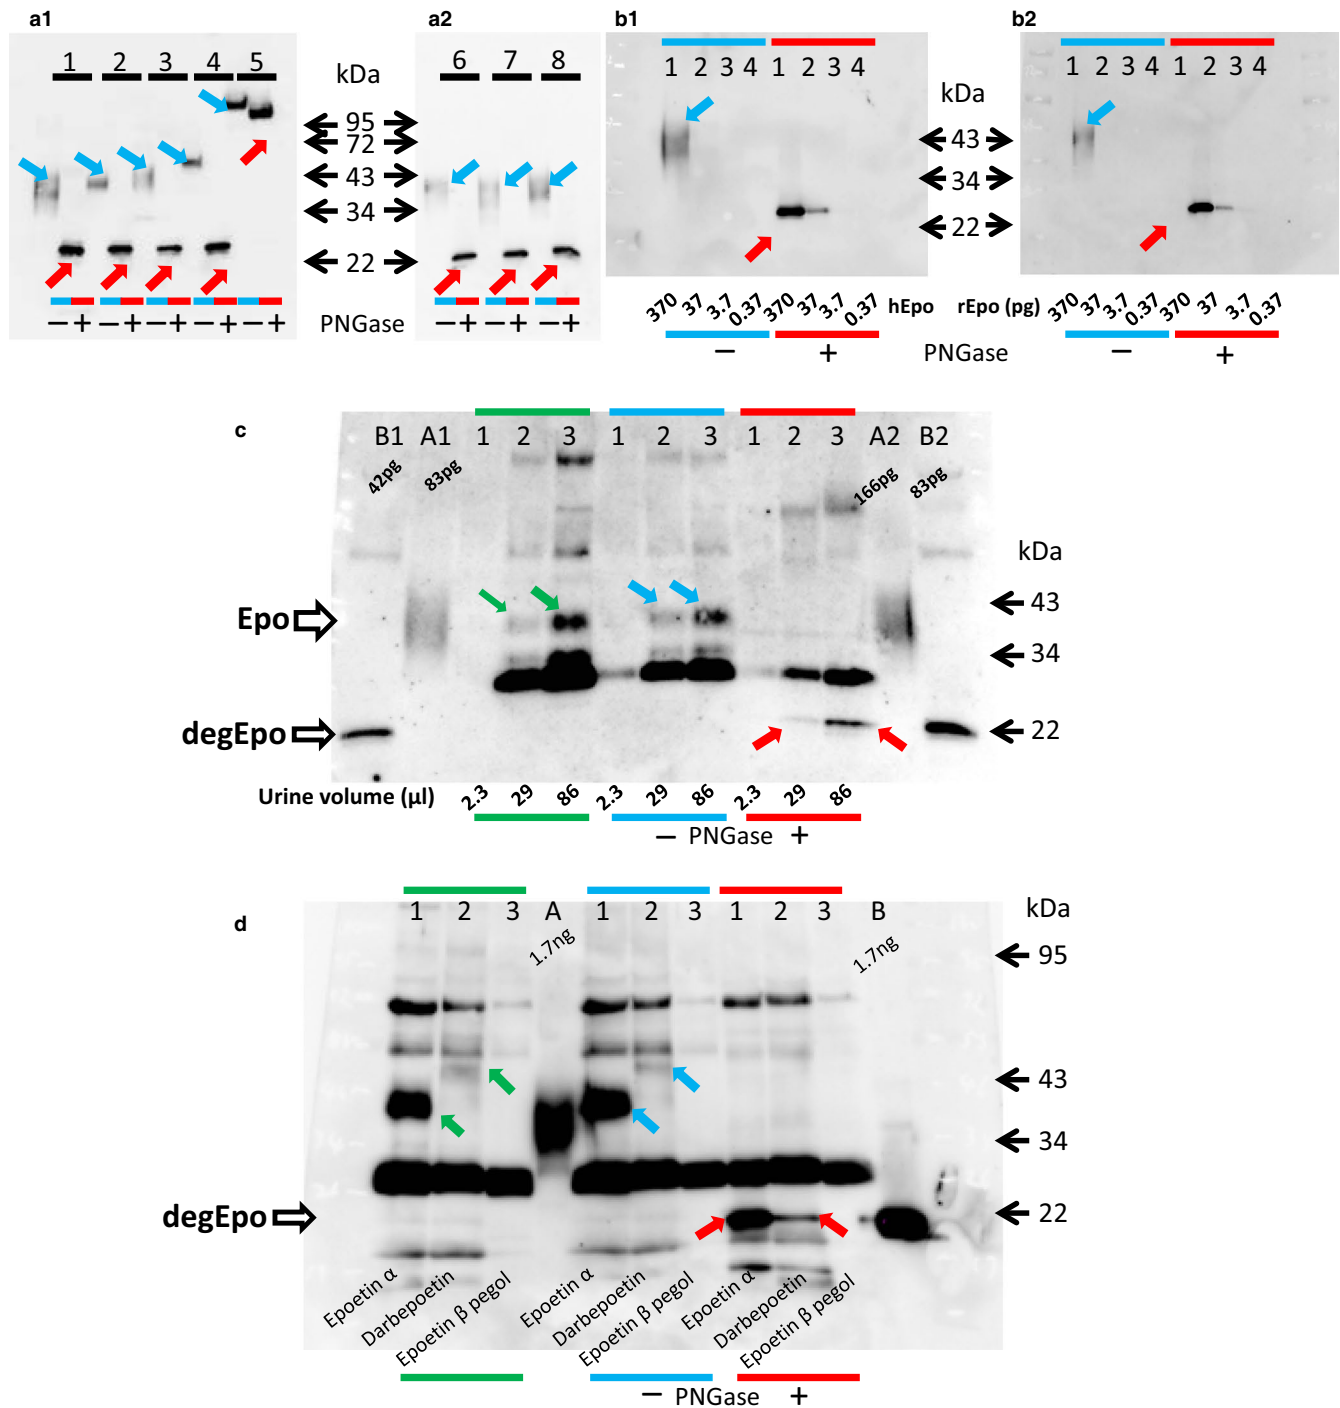 a1
a2
b1
b2
1 2 3 4 5
kDa
6 7 8
1 2 3 4 1 2 3 4
kDa
1 2 3 4 1 2 3 4
95
72
43
34
22
43
34
22
− + − + − + − + − +
PNGase
− + − + − +
370 37 3.7 0.37 370 37 3.7 0.37
hEpo
rEpo (pg)
370 37 3.7 0.37 370 37 3.7 0.37
− +
PNGase
− +
c
B1 A1 1 2 3 1 2 3 1 2 3 A2 B2
42pg 83pg 166pg 83pg
kDa
Epo
43
34
degEpo
22
Urine volume (µl)
2.3 29 86 2.3 29 86 2.3 29 86
− PNGase +
d
1 2 3 A 1 2 3 1 2 3 B
kDa
1.7ng 1.7ng
95
43
34
degEpo
22
Epoetin α Darbepoetin Epoetin β pegol Epoetin α Darbepoetin Epoetin β pegol Epoetin α Darbepoetin Epoetin β pegol
− PNGase +